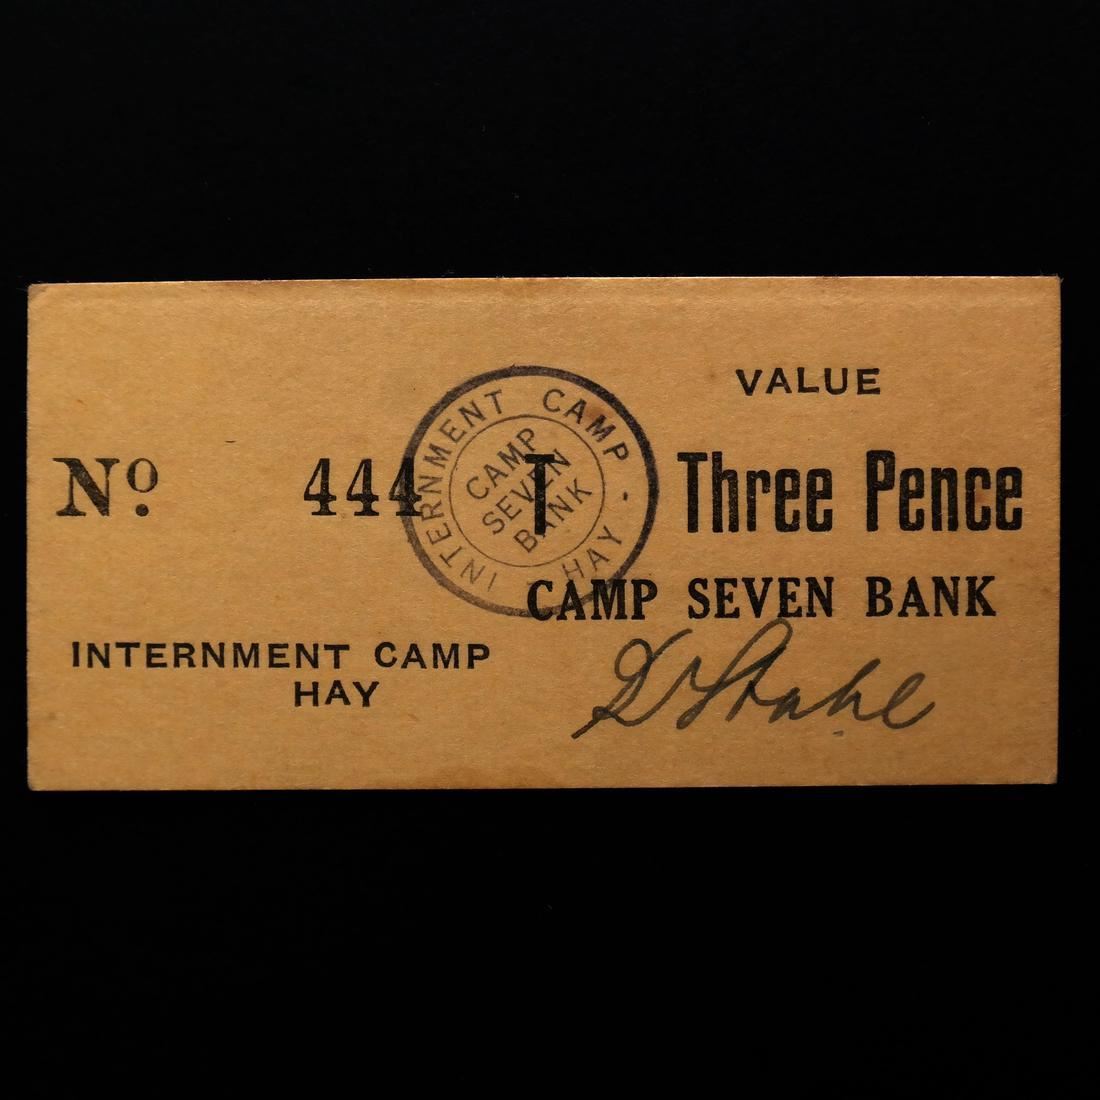 VALUE
No. 444 T Three Pence
CAMP SEVEN BANK
INTERNMENT CAMP
HAY
INTERNMENT CAMP - HAY -
CAMP
SEVEN
BANK